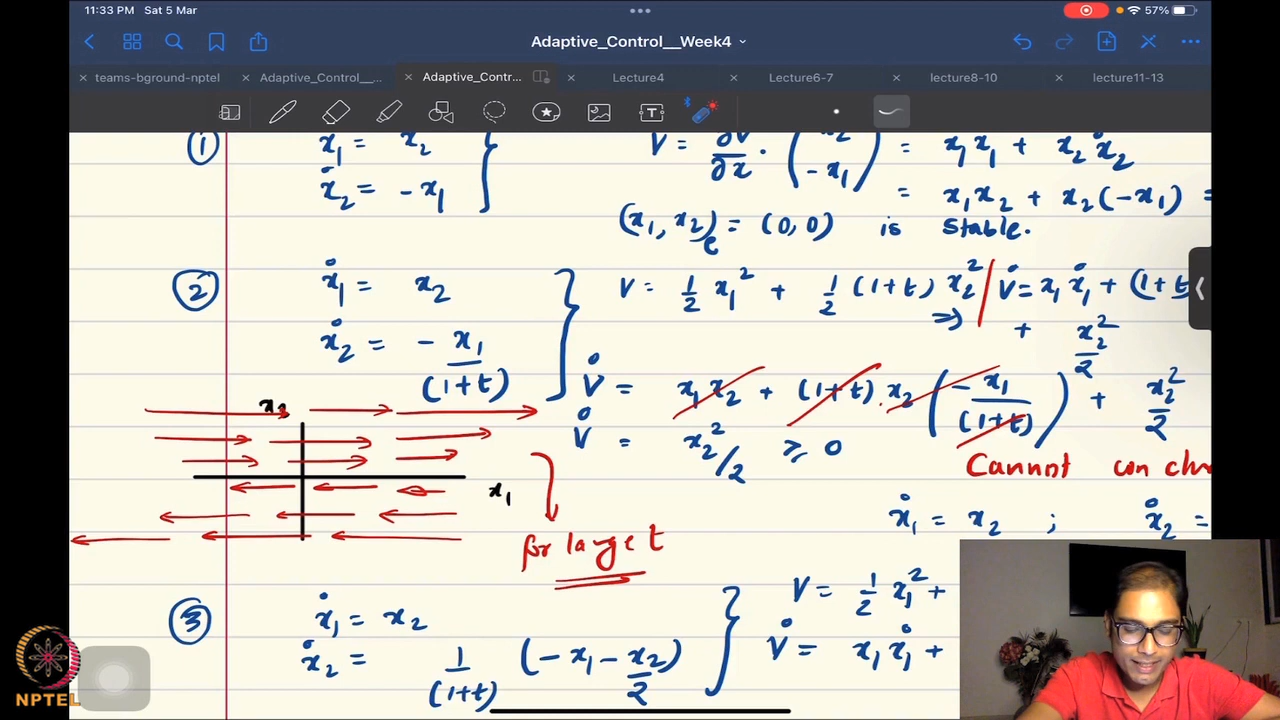 11:33 PM Sat 5 Mar
57%
Adaptive_Control__Week4
teams-bground-nptel
Adaptive_Control__...
Adaptive_Contr...
Lecture4
Lecture6-7
lecture8-10
lecture11-13
① ẋ₁ = x₂
ẋ₂ = -x₁
V̇ = ∂V/∂x · (x₂, -x₁) = x₁ẋ₁ + x₂ẋ₂
= x₁x₂ + x₂(-x₁) =
(x₁, x₂)ₑ = (0, 0) is stable.
② ẋ₁ = x₂
ẋ₂ = - x₁/(1+t)
V = 1/2 x₁² + 1/2 (1+t) x₂² ⇒ V̇ = x₁ẋ₁ + (1+t
+ x₂²/2
V̇ = x₁x₂ + (1+t). x₂ (-x₁/(1+t)) + x₂²/2
V̇ = x₂²/2 ≥ 0
Cannot
x₂
x₁
for large t
ẋ₁ = x₂ ; ẋ₂ =
③ ẋ₁ = x₂
ẋ₂ = 1/(1+t) (-x₁ - x₂/2)
V = 1/2 x₁² +
V̇ = x₁ẋ₁ +
NPTEL